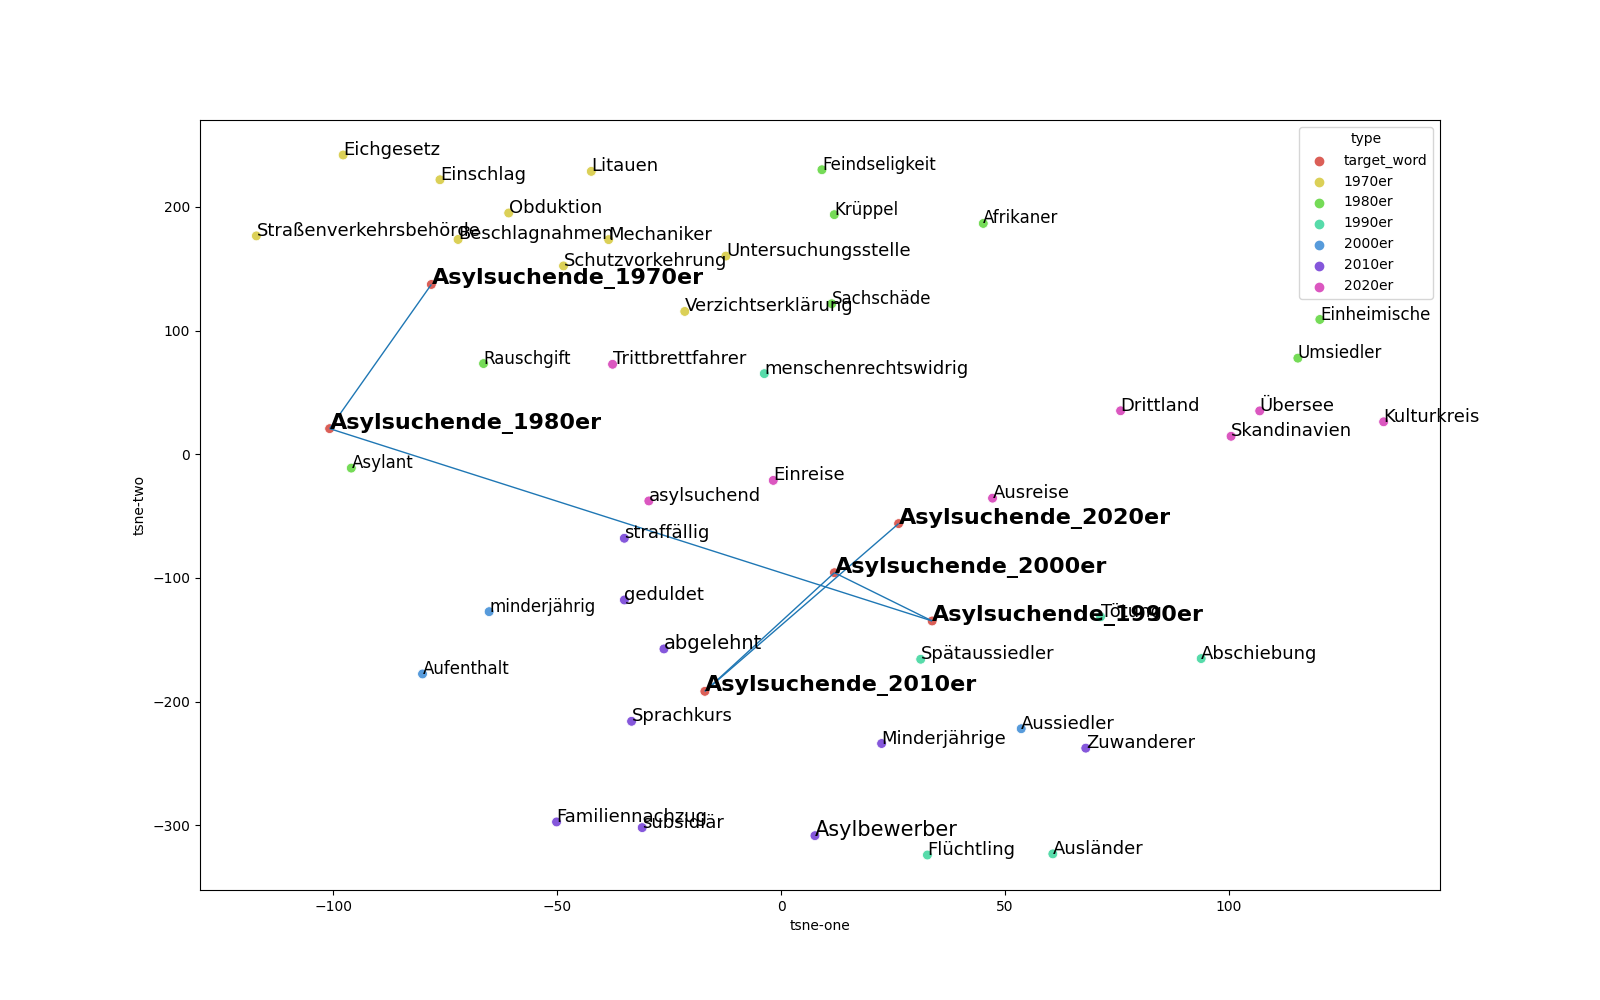 type
target_word
1970er
1980er
1990er
2000er
2010er
2020er
Eichgesetz
Einschlag
Litauen
Feindseligkeit
Obduktion
Krüppel
Afrikaner
Straßenverkehrsbehörde
Beschlagnahmen
Mechaniker
Untersuchungsstelle
Schutzvorkehrung
Asylsuchende_1970er
Verzichtserklärung
Sachschäde
Einheimische
Umsiedler
Rauschgift
Trittbrettfahrer
menschenrechtswidrig
Drittland
Übersee
Kulturkreis
Skandinavien
Asylsuchende_1980er
Asylant
Einreise
asylsuchend
Ausreise
Asylsuchende_2020er
straffällig
Asylsuchende_2000er
geduldet
minderjährig
Asylsuchende_1990er
Tötung
abgelehnt
Spätaussiedler
Abschiebung
Aufenthalt
Asylsuchende_2010er
Sprachkurs
Aussiedler
Minderjährige
Zuwanderer
Familiennachzug
subsidiär
Asylbewerber
Flüchtling
Ausländer
200
100
0
−100
−200
−300
tsne-two
−100
−50
0
50
100
tsne-one